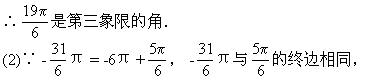 ∴ 19π/6 是第三象限的角.
(2)∵ -31/6 π = -6π + 5π/6， -31/6 π与 5π/6 的终边相同，